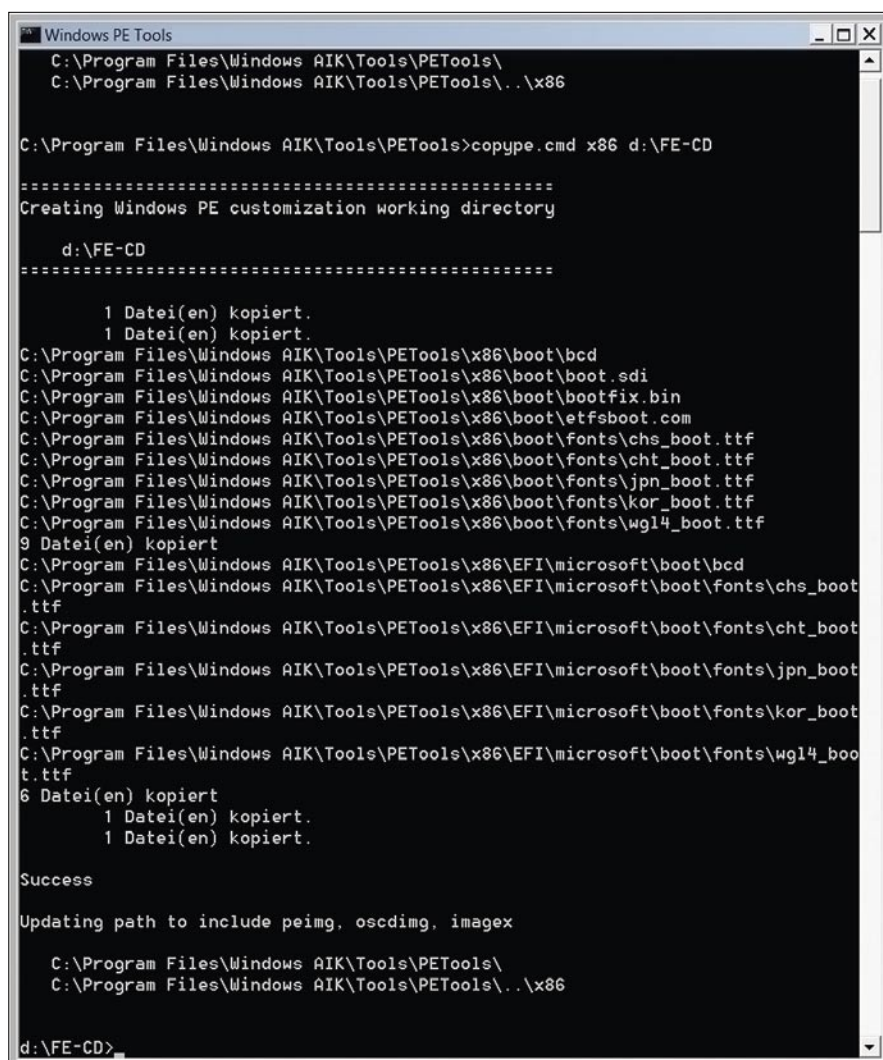 Windows PE Tools
C:\Program Files\Windows AIK\Tools\PETools\
C:\Program Files\Windows AIK\Tools\PETools\..\x86
C:\Program Files\Windows AIK\Tools\PETools>copype.cmd x86 d:\FE-CD
===================================================
Creating Windows PE customization working directory
d:\FE-CD
===================================================
1 Datei(en) kopiert.
1 Datei(en) kopiert.
C:\Program Files\Windows AIK\Tools\PETools\x86\boot\bcd
C:\Program Files\Windows AIK\Tools\PETools\x86\boot\boot.sdi
C:\Program Files\Windows AIK\Tools\PETools\x86\boot\bootfix.bin
C:\Program Files\Windows AIK\Tools\PETools\x86\boot\etfsboot.com
C:\Program Files\Windows AIK\Tools\PETools\x86\boot\fonts\chs_boot.ttf
C:\Program Files\Windows AIK\Tools\PETools\x86\boot\fonts\cht_boot.ttf
C:\Program Files\Windows AIK\Tools\PETools\x86\boot\fonts\jpn_boot.ttf
C:\Program Files\Windows AIK\Tools\PETools\x86\boot\fonts\kor_boot.ttf
C:\Program Files\Windows AIK\Tools\PETools\x86\boot\fonts\wgl4_boot.ttf
9 Datei(en) kopiert
C:\Program Files\Windows AIK\Tools\PETools\x86\EFI\microsoft\boot\bcd
C:\Program Files\Windows AIK\Tools\PETools\x86\EFI\microsoft\boot\fonts\chs_boot
.ttf
C:\Program Files\Windows AIK\Tools\PETools\x86\EFI\microsoft\boot\fonts\cht_boot
.ttf
C:\Program Files\Windows AIK\Tools\PETools\x86\EFI\microsoft\boot\fonts\jpn_boot
.ttf
C:\Program Files\Windows AIK\Tools\PETools\x86\EFI\microsoft\boot\fonts\kor_boot
.ttf
C:\Program Files\Windows AIK\Tools\PETools\x86\EFI\microsoft\boot\fonts\wgl4_boo
t.ttf
6 Datei(en) kopiert
1 Datei(en) kopiert.
1 Datei(en) kopiert.
Success
Updating path to include peimg, oscdimg, imagex
C:\Program Files\Windows AIK\Tools\PETools\
C:\Program Files\Windows AIK\Tools\PETools\..\x86
d:\FE-CD>_